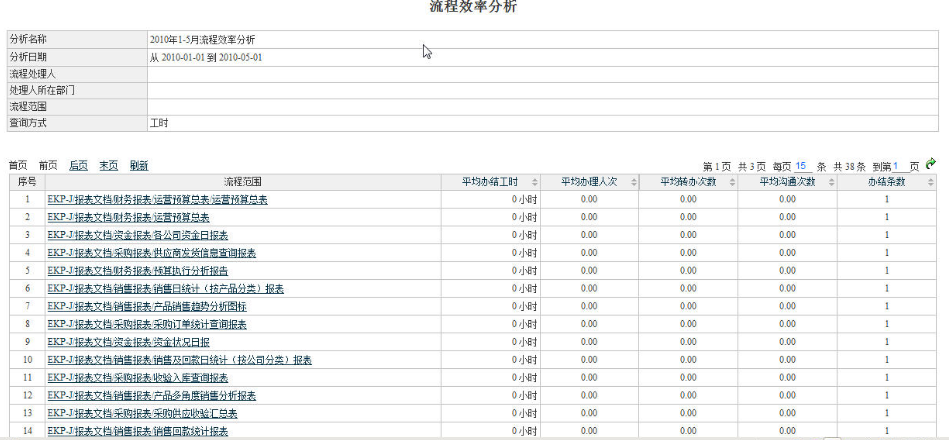 流程效率分析
分析名称 2010年1-5月流程效率分析
分析日期 从 2010-01-01 到 2010-05-01
流程处理人
处理人所在部门
流程范围
查询方式 工时
首页 前页 后页 末页 刷新 第1页 共3页 每页 15 条 共38条 到第1 页
序号 流程范围 平均办结工时 平均办理人次 平均转办次数 平均沟通次数 办结条数
1 EKP-J/报表文档/财务报表/运营预算总表/运营预算总表 0 小时 0.00 0.00 0.00 1
2 EKP-J/报表文档/财务报表/运营预算总表 0 小时 0.00 0.00 0.00 1
3 EKP-J/报表文档/资金报表/各公司资金日报表 0 小时 0.00 0.00 0.00 1
4 EKP-J/报表文档/采购报表/供应商发货信息查询报表 0 小时 0.00 0.00 0.00 1
5 EKP-J/报表文档/财务报表/预算执行分析报告 0 小时 0.00 0.00 0.00 1
6 EKP-J/报表文档/销售报表/销售日统计（按产品分类）报表 0 小时 0.00 0.00 0.00 1
7 EKP-J/报表文档/销售报表/产品销售趋势分析图标 0 小时 0.00 0.00 0.00 1
8 EKP-J/报表文档/采购报表/采购订单统计查询报表 0 小时 0.00 0.00 0.00 1
9 EKP-J/报表文档/资金报表/资金状况日报 0 小时 0.00 0.00 0.00 1
10 EKP-J/报表文档/销售报表/销售及回款日统计（按公司分类）报表 0 小时 0.00 0.00 0.00 1
11 EKP-J/报表文档/采购报表/收验入库查询报表 0 小时 0.00 0.00 0.00 1
12 EKP-J/报表文档/销售报表/产品多角度销售分析报表 0 小时 0.00 0.00 0.00 1
13 EKP-J/报表文档/采购报表/采购供应收验汇总表 0 小时 0.00 0.00 0.00 1
14 EKP-J/报表文档/销售报表/销售回款统计报表 0 小时 0.00 0.00 0.00 1